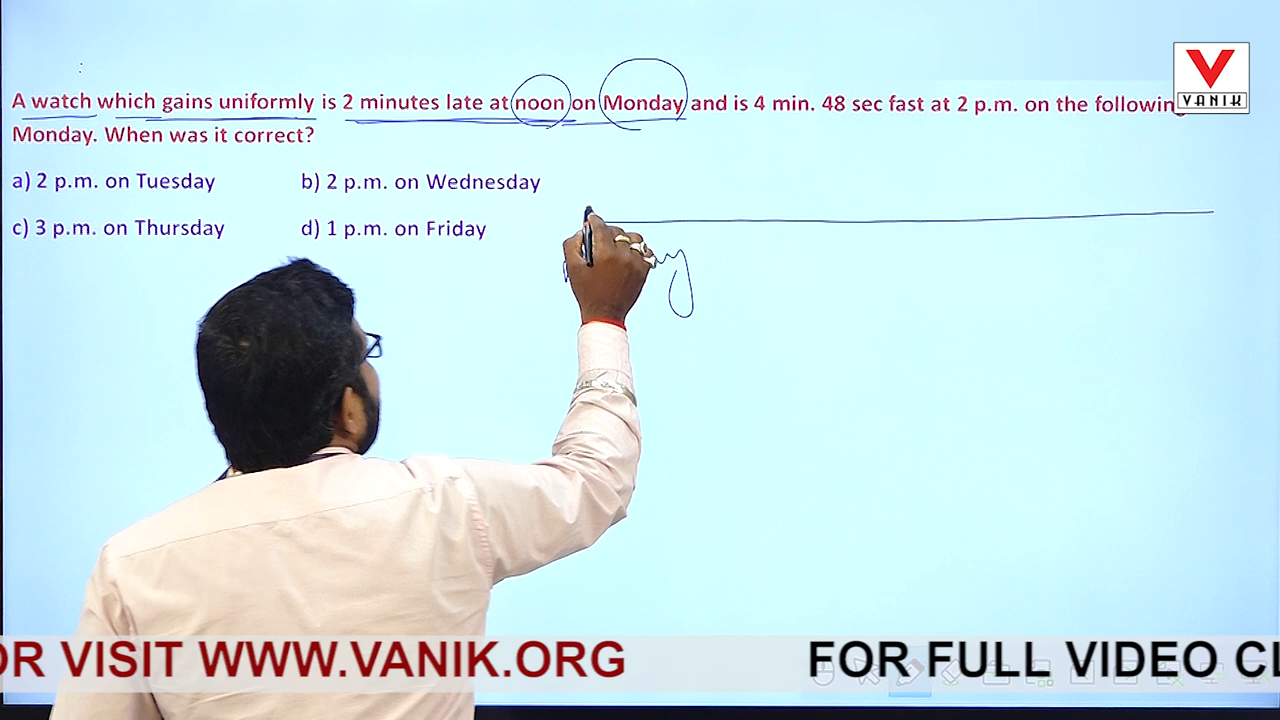 A watch which gains uniformly is 2 minutes late at noon on Monday and is 4 min. 48 sec fast at 2 p.m. on the following
Monday. When was it correct?
a) 2 p.m. on Tuesday b) 2 p.m. on Wednesday
c) 3 p.m. on Thursday d) 1 p.m. on Friday
VANIK
OR VISIT WWW.VANIK.ORG FOR FULL VIDEO